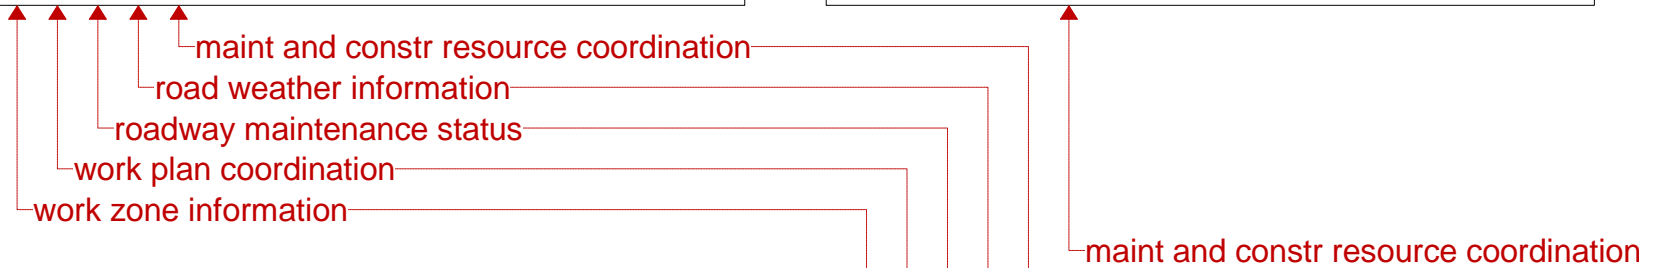 maint and constr resource coordination
road weather information
roadway maintenance status
work plan coordination
work zone information
maint and constr resource coordination